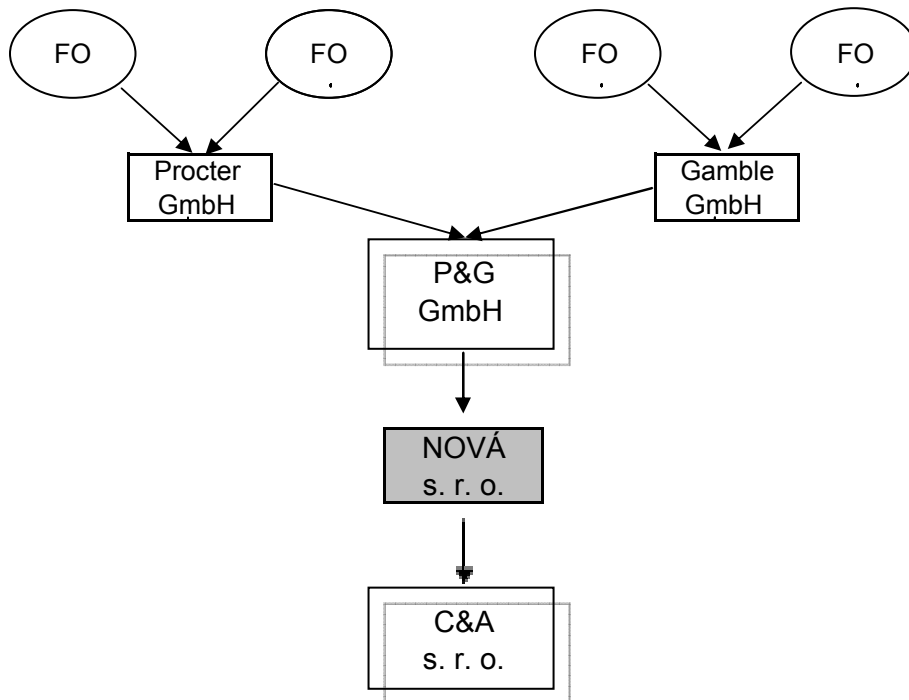 FO
FO
FO
FO
Procter
GmbH
Gamble
GmbH
P&G
GmbH
NOVÁ
s. r. o.
C&A
s. r. o.